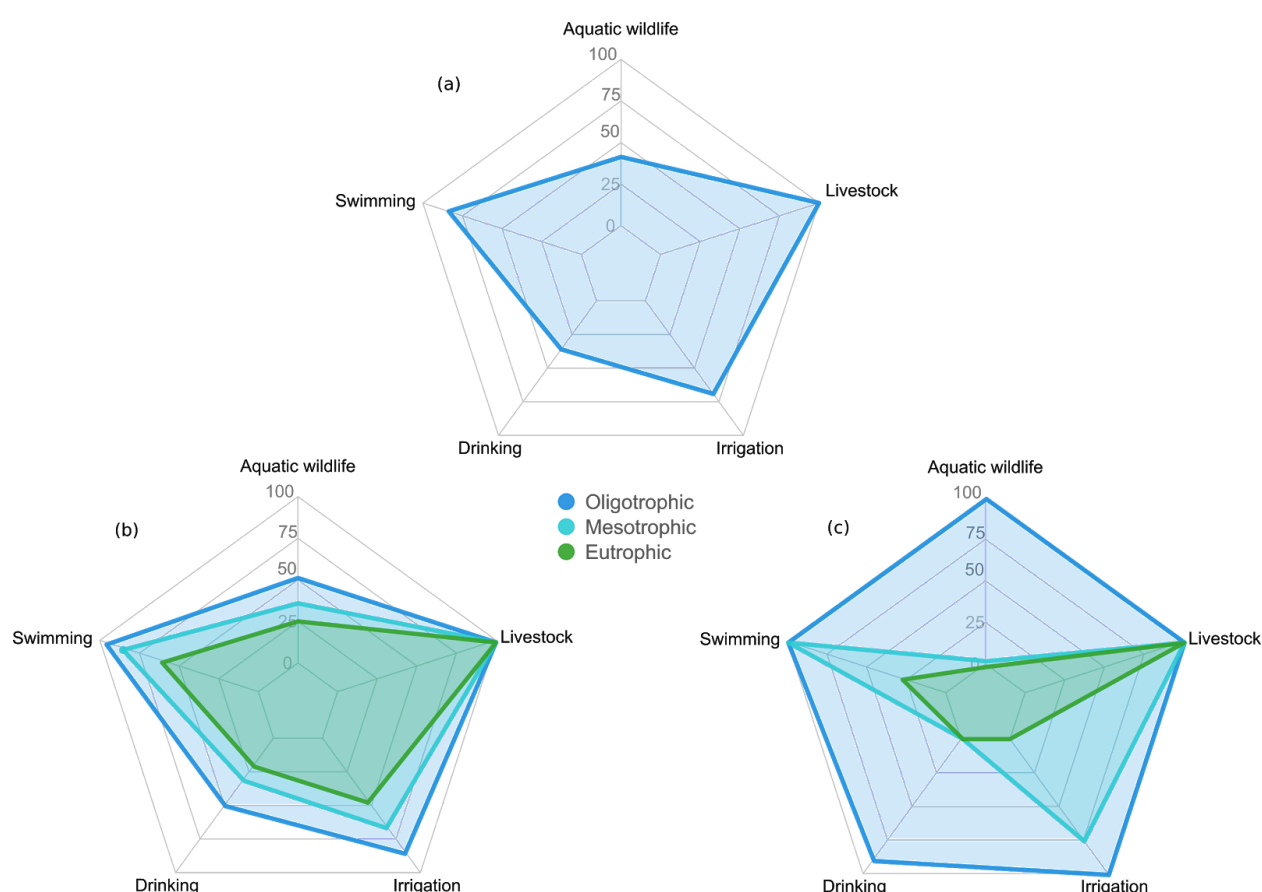 Aquatic wildlife
100
(a)
75
50
25
0
Livestock
Swimming
Drinking
Irrigation
Aquatic wildlife
100
(b)
75
50
25
0
Swimming
Livestock
Drinking
Irrigation
Oligotrophic
Mesotrophic
Eutrophic
Aquatic wildlife
100
(c)
75
50
25
0
Swimming
Livestock
Drinking
Irrigation